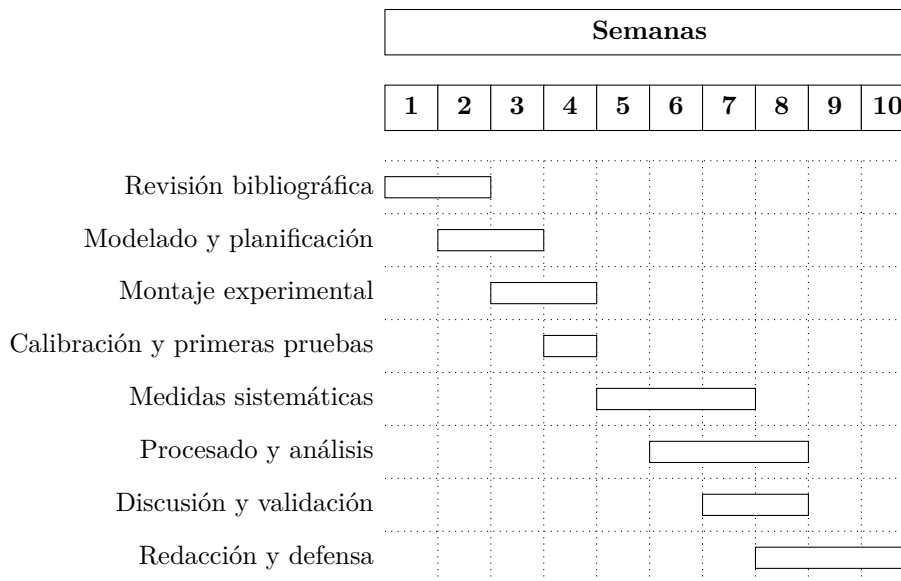 Semanas
1 2 3 4 5 6 7 8 9 10
Revisión bibliográfica
Modelado y planificación
Montaje experimental
Calibración y primeras pruebas
Medidas sistemáticas
Procesado y análisis
Discusión y validación
Redacción y defensa